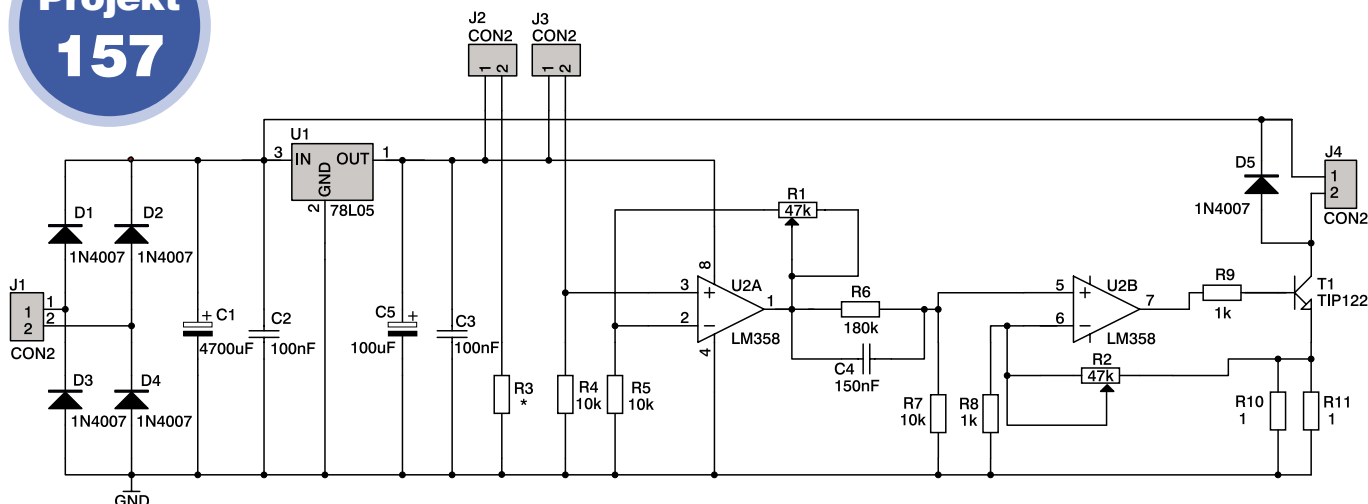 Projekt
157
J2
CON2
1
2
J3
CON2
1
2
U1
3
IN
OUT
1
GND
2
78L05
D1
1N4007
D2
1N4007
J1
1
2
1
2
CON2
+
C1
4700uF
C2
100nF
C5
+
100uF
C3
100nF
D3
1N4007
D4
1N4007
GND
R3
*
R4
10k
R5
10k
R1
47k
8
3
+
2
−
4
U2A
1
LM358
R6
180k
C4
150nF
R7
10k
R8
1k
5
+
6
−
U2B
7
LM358
R2
47k
R9
1k
D5
1N4007
J4
1
2
CON2
T1
TIP122
R10
1
R11
1